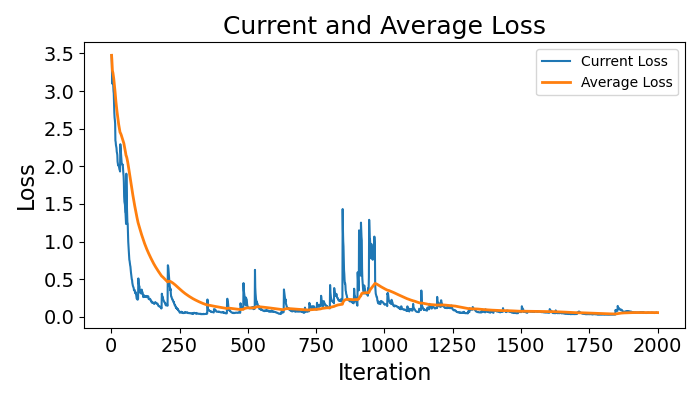 Current and Average Loss
Current Loss
Average Loss
Loss
3.5
3.0
2.5
2.0
1.5
1.0
0.5
0.0
0 250 500 750 1000 1250 1500 1750 2000
Iteration